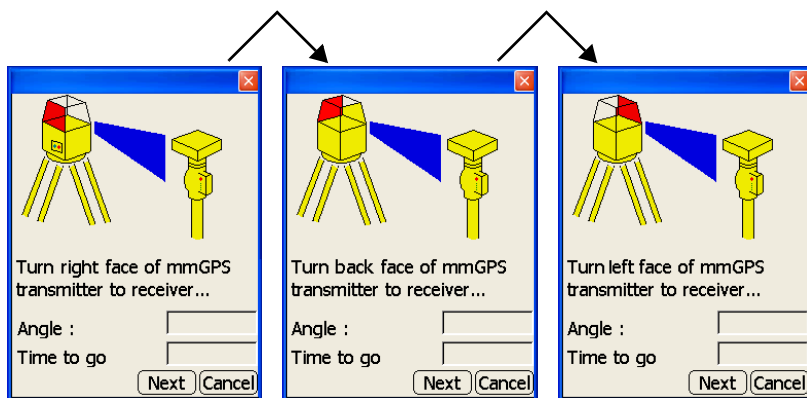 Turn right face of mmGPS
transmitter to receiver...
Angle :
Time to go
Next Cancel
Turn back face of mmGPS
transmitter to receiver...
Angle :
Time to go
Next Cancel
Turn left face of mmGPS
transmitter to receiver...
Angle :
Time to go
Next Cancel